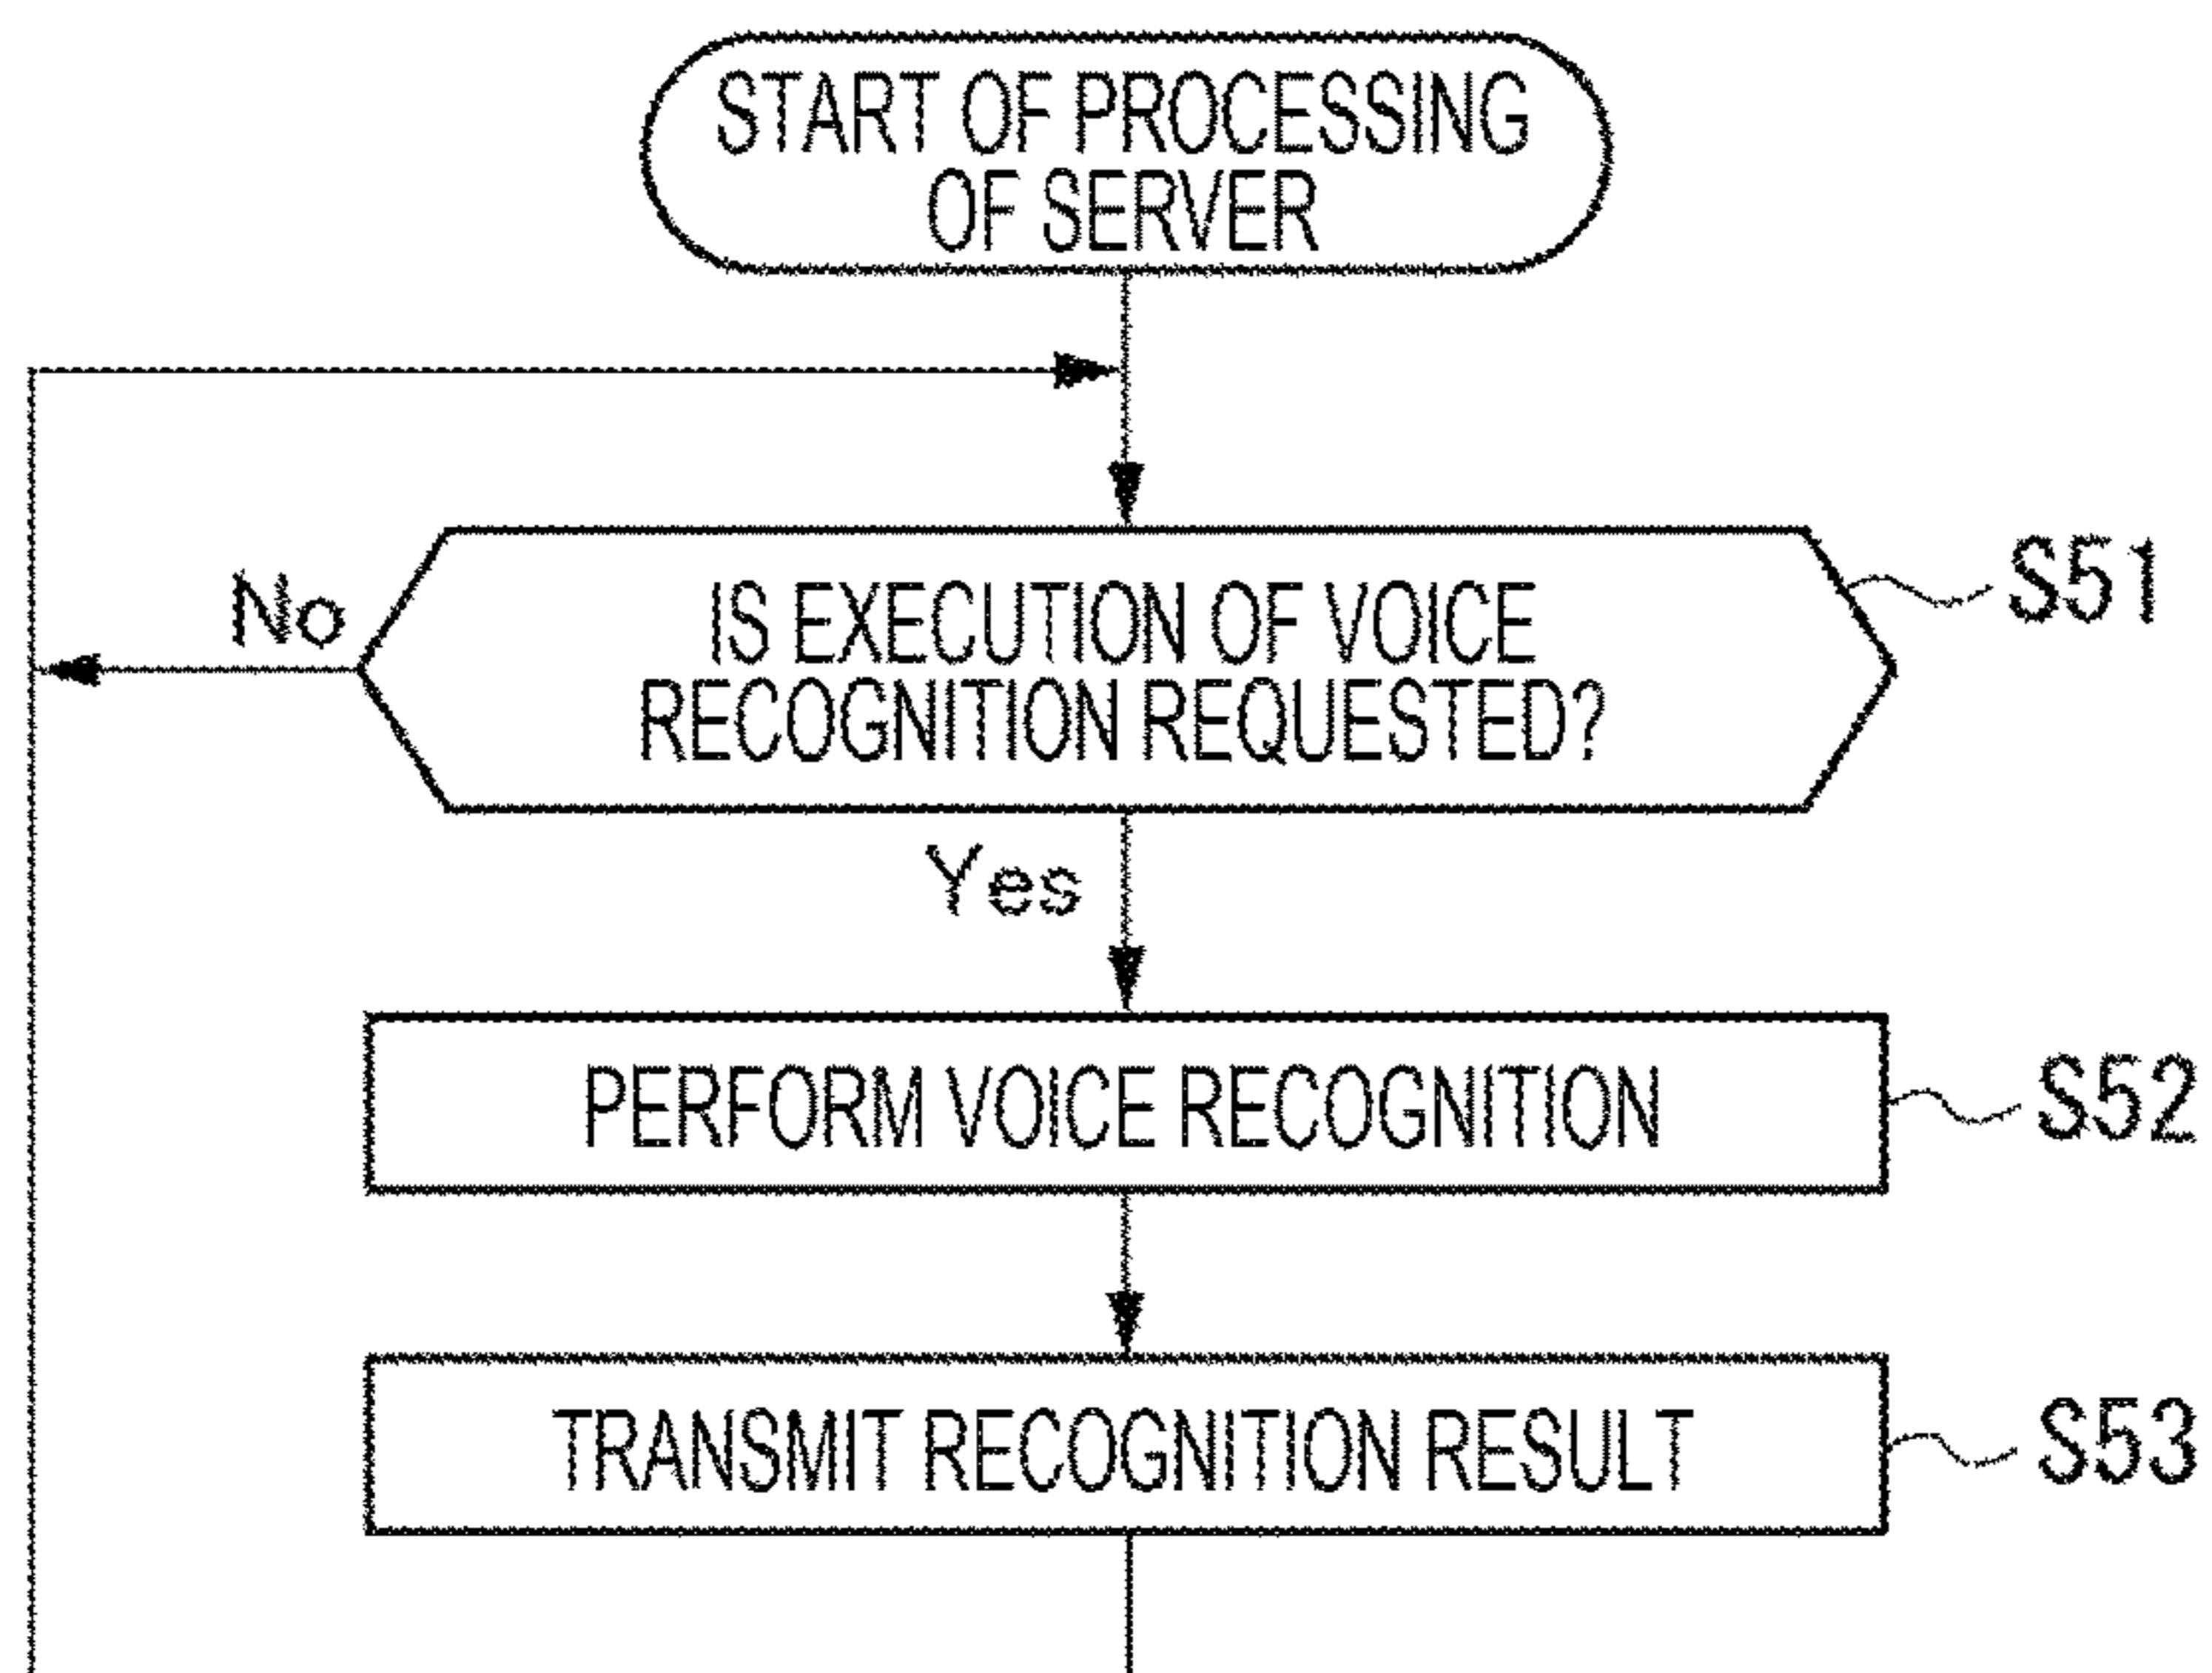 START OF PROCESSING
OF SERVER
No
IS EXECUTION OF VOICE
RECOGNITION REQUESTED?
S51
Yes
PERFORM VOICE RECOGNITION
S52
TRANSMIT RECOGNITION RESULT
S53